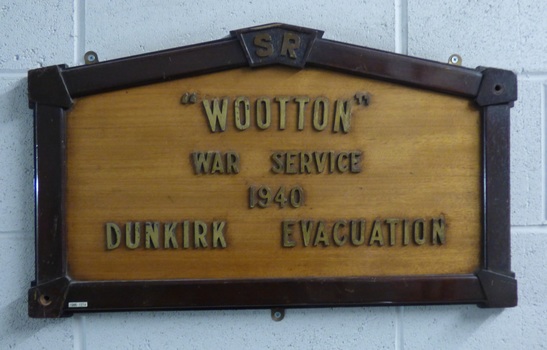 SR
"WOOTTON"
WAR SERVICE
1940
DUNKIRK EVACUATION